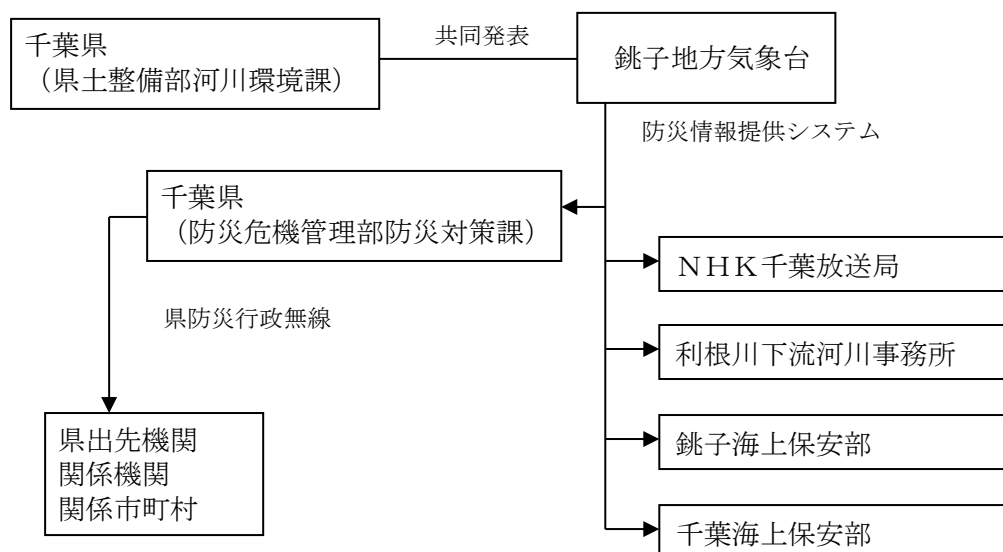 千葉県
（県土整備部河川環境課）
共同発表
銚子地方気象台
防災情報提供システム
千葉県
（防災危機管理部防災対策課）
ＮＨＫ千葉放送局
県防災行政無線
利根川下流河川事務所
県出先機関
関係機関
関係市町村
銚子海上保安部
千葉海上保安部